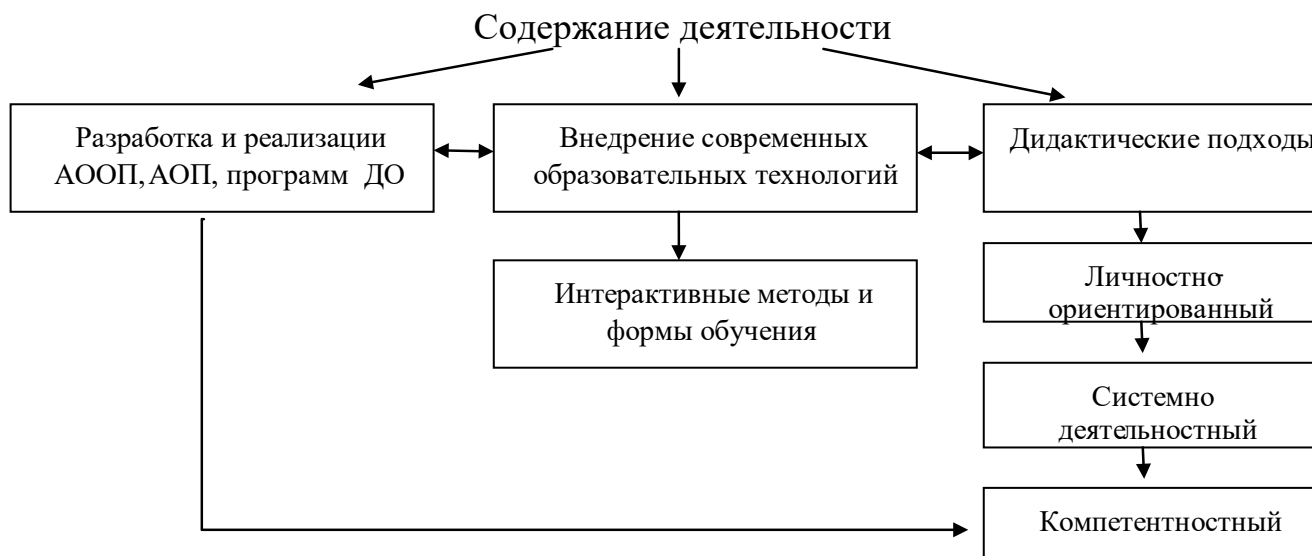 Содержание деятельности
Разработка и реализации
АООП, АОП, программ ДО
Внедрение современных
образовательных технологий
Дидактические подходы
Интерактивные методы и
формы обучения
Личностно-
ориентированный
Системно
деятельностный
Компетентностный